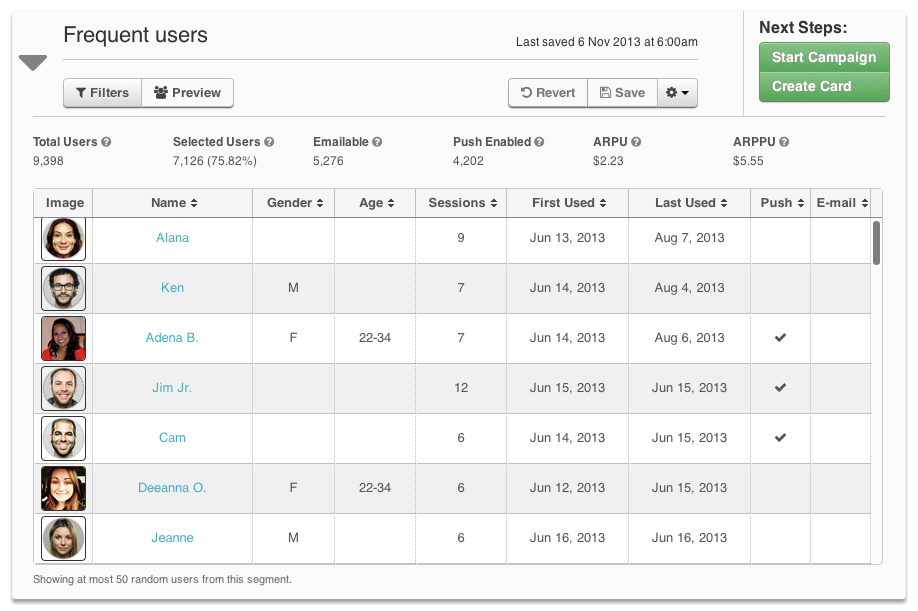 Frequent users
Last saved 6 Nov 2013 at 6:00am
Next Steps:
Start Campaign
Create Card
Filters Preview Revert Save
Total Users Selected Users Emailable Push Enabled ARPU ARPPU
9,398 7,126 (75.82%) 5,276 4,202 $2.23 $5.55
Image Name Gender Age Sessions First Used Last Used Push E-mail
Alana 9 Jun 13, 2013 Aug 7, 2013
Ken M 7 Jun 14, 2013 Aug 4, 2013
Adena B. F 22-34 7 Jun 14, 2013 Aug 6, 2013
Jim Jr. 12 Jun 15, 2013 Jun 15, 2013
Cam 6 Jun 14, 2013 Jun 15, 2013
Deeanna O. F 22-34 6 Jun 12, 2013 Jun 15, 2013
Jeanne M 6 Jun 16, 2013 Jun 16, 2013
Showing at most 50 random users from this segment.